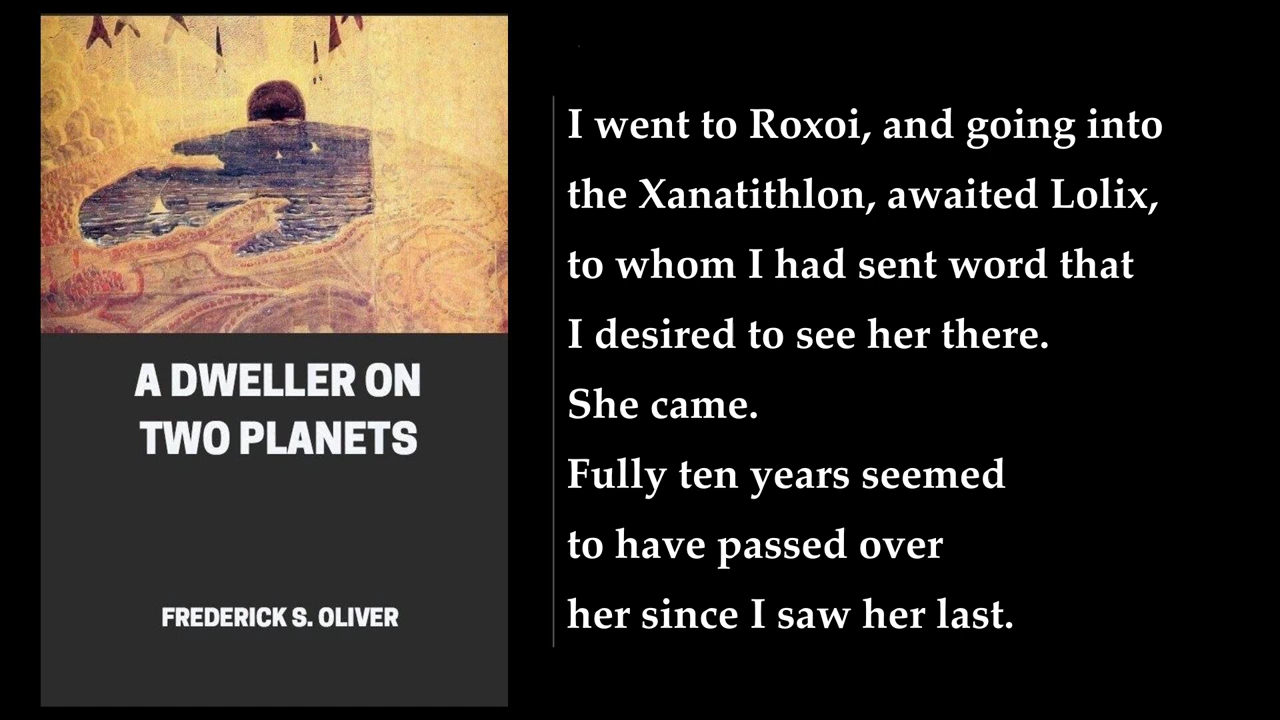 A DWELLER ON
TWO PLANETS
FREDERICK S. OLIVER
I went to Roxoi, and going into
the Xanatithlon, awaited Lolix,
to whom I had sent word that
I desired to see her there.
She came.
Fully ten years seemed
to have passed over
her since I saw her last.